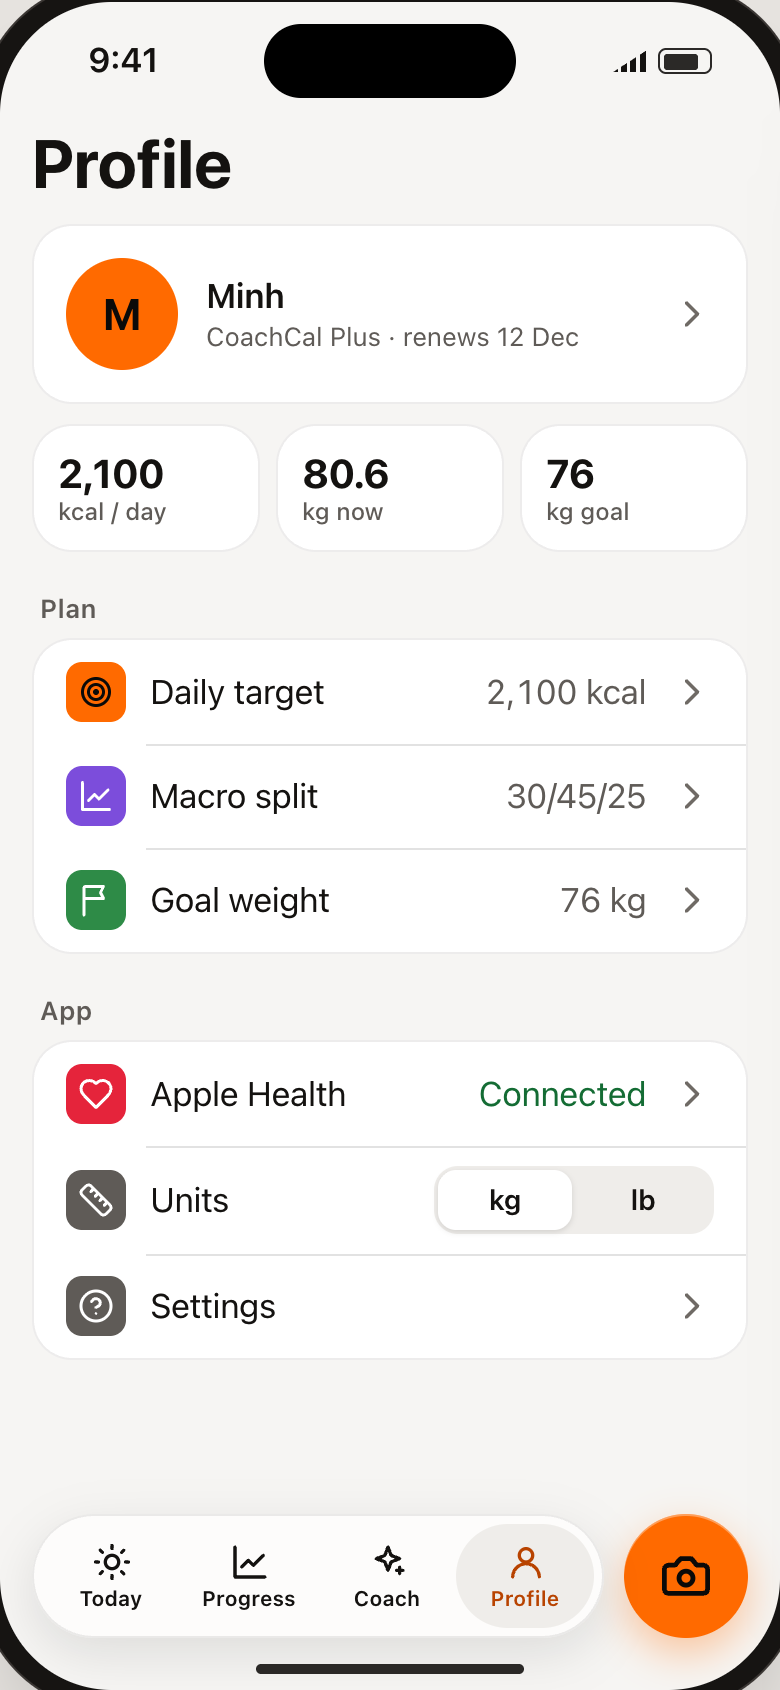 9:41
Profile
M
Minh
CoachCal Plus · renews 12 Dec
2,100
kcal / day
80.6
kg now
76
kg goal
Plan
Daily target 2,100 kcal
Macro split 30/45/25
Goal weight 76 kg
App
Apple Health Connected
Units kg lb
Settings
Today Progress Coach Profile